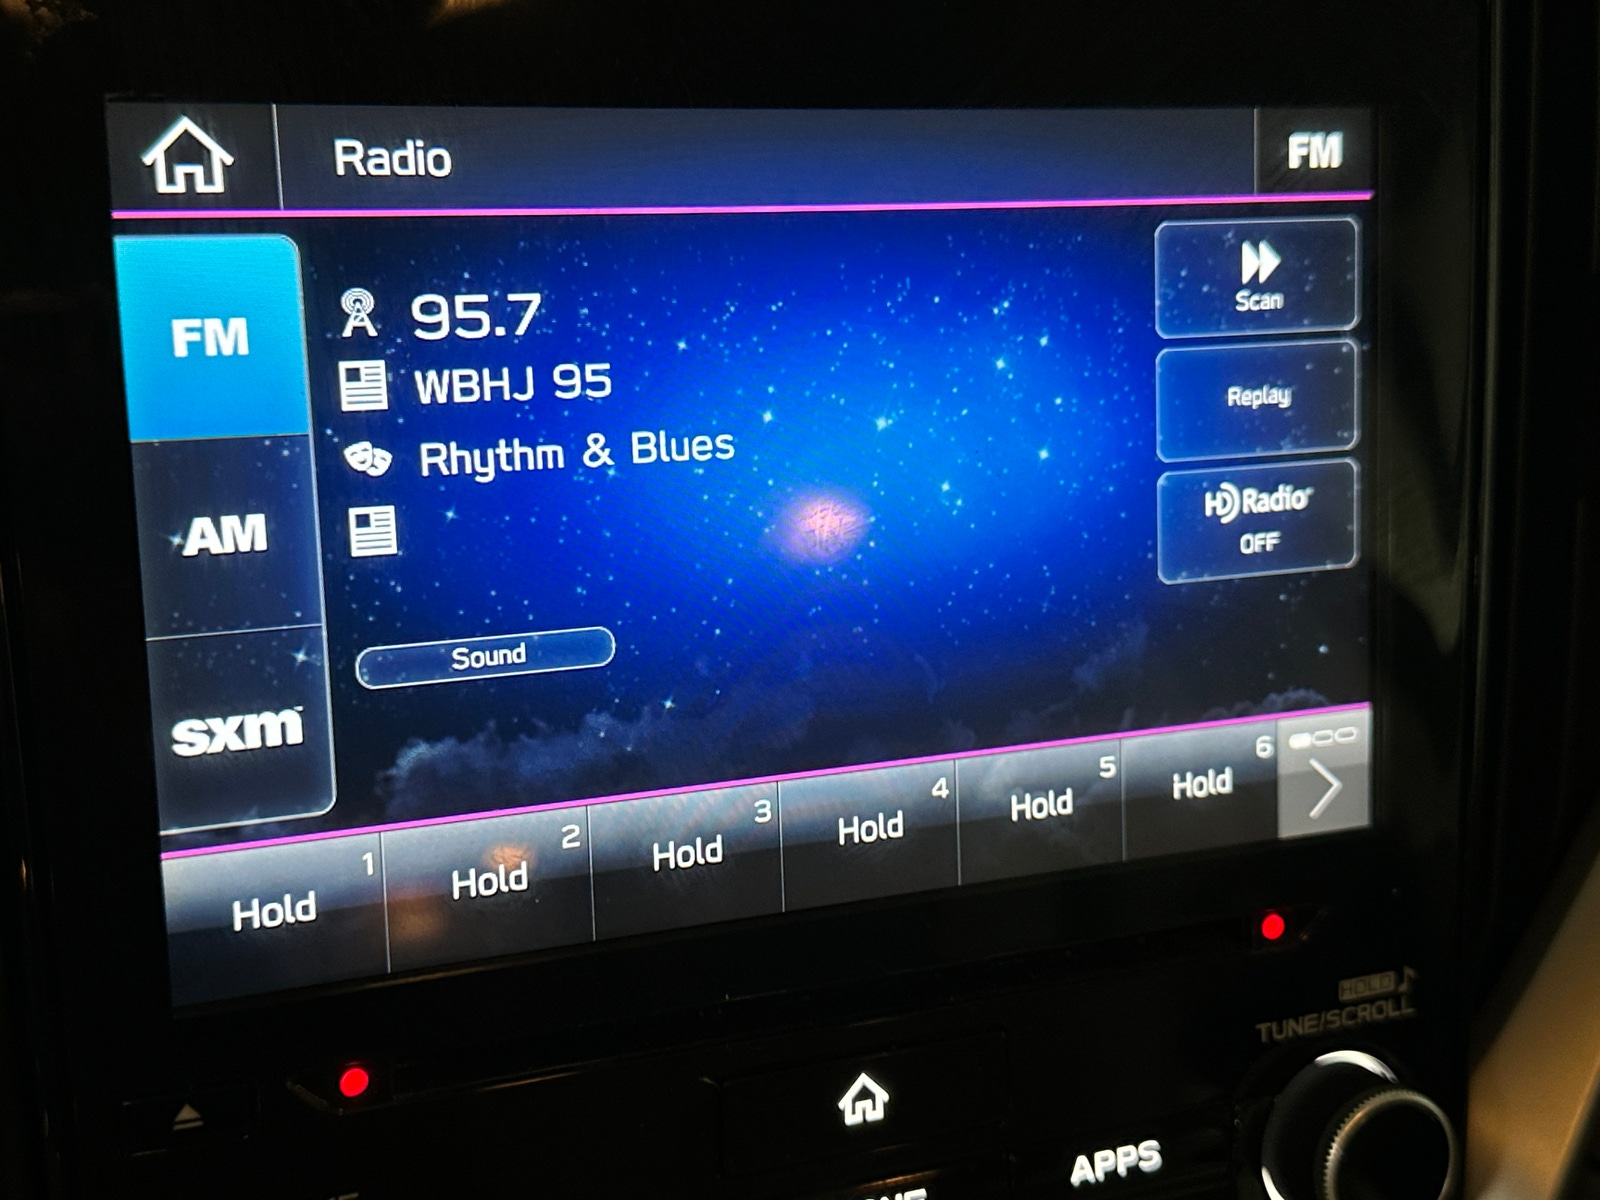 Radio
FM
FM
AM
sxm
95.7
WBHJ 95
Rhythm & Blues
Sound
Scan
Replay
HD Radio
OFF
1
Hold
2
Hold
3
Hold
4
Hold
5
Hold
6
Hold
HOLD
TUNE/SCROLL
APPS